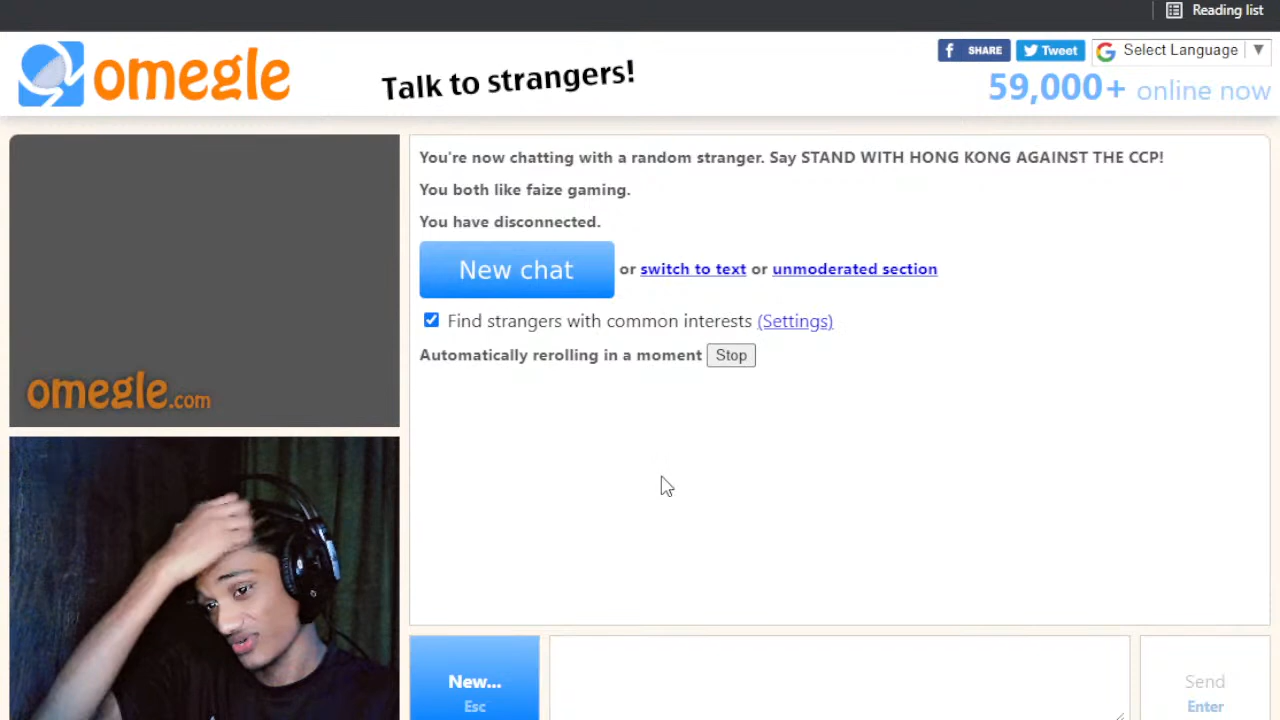 Reading list
omegle
Talk to strangers!
SHARE
Tweet
Select Language
59,000+ online now
You're now chatting with a random stranger. Say STAND WITH HONG KONG AGAINST THE CCP!
You both like faize gaming.
You have disconnected.
New chat or switch to text or unmoderated section
Find strangers with common interests (Settings)
Automatically rerolling in a moment Stop
omegle.com
New...
Esc
Send
Enter